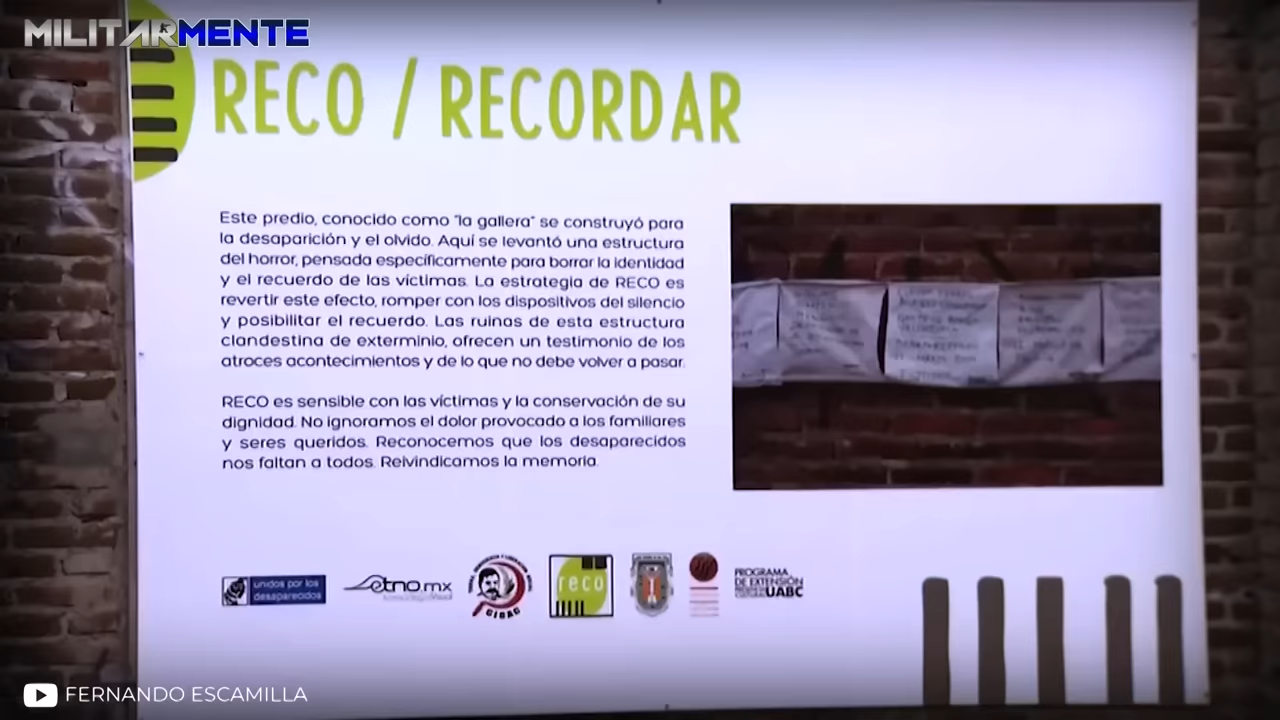 MILITARMENTE
RECO / RECORDAR
Este predio, conocido como "la gallera" se construyó para
la desaparición y el olvido. Aquí se levantó una estructura
del horror, pensada específicamente para borrar la identidad
y el recuerdo de las víctimas. La estrategia de RECO es
revertir este efecto, romper con los dispositivos del silencio
y posibilitar el recuerdo. Las ruinas de esta estructura
clandestina de exterminio, ofrecen un testimonio de los
atroces acontecimientos y de lo que no debe volver a pasar.
RECO es sensible con las víctimas y la conservación de su
dignidad. No ignoramos el dolor provocado a los familiares
y seres queridos. Reconocemos que los desaparecidos
nos faltan a todos. Reivindicamos la memoria.
unidos por los
desaparecidos
etno.mx
CISAC
reco
PROGRAMA
DE EXTENSIÓN
UABC
FERNANDO ESCAMILLA